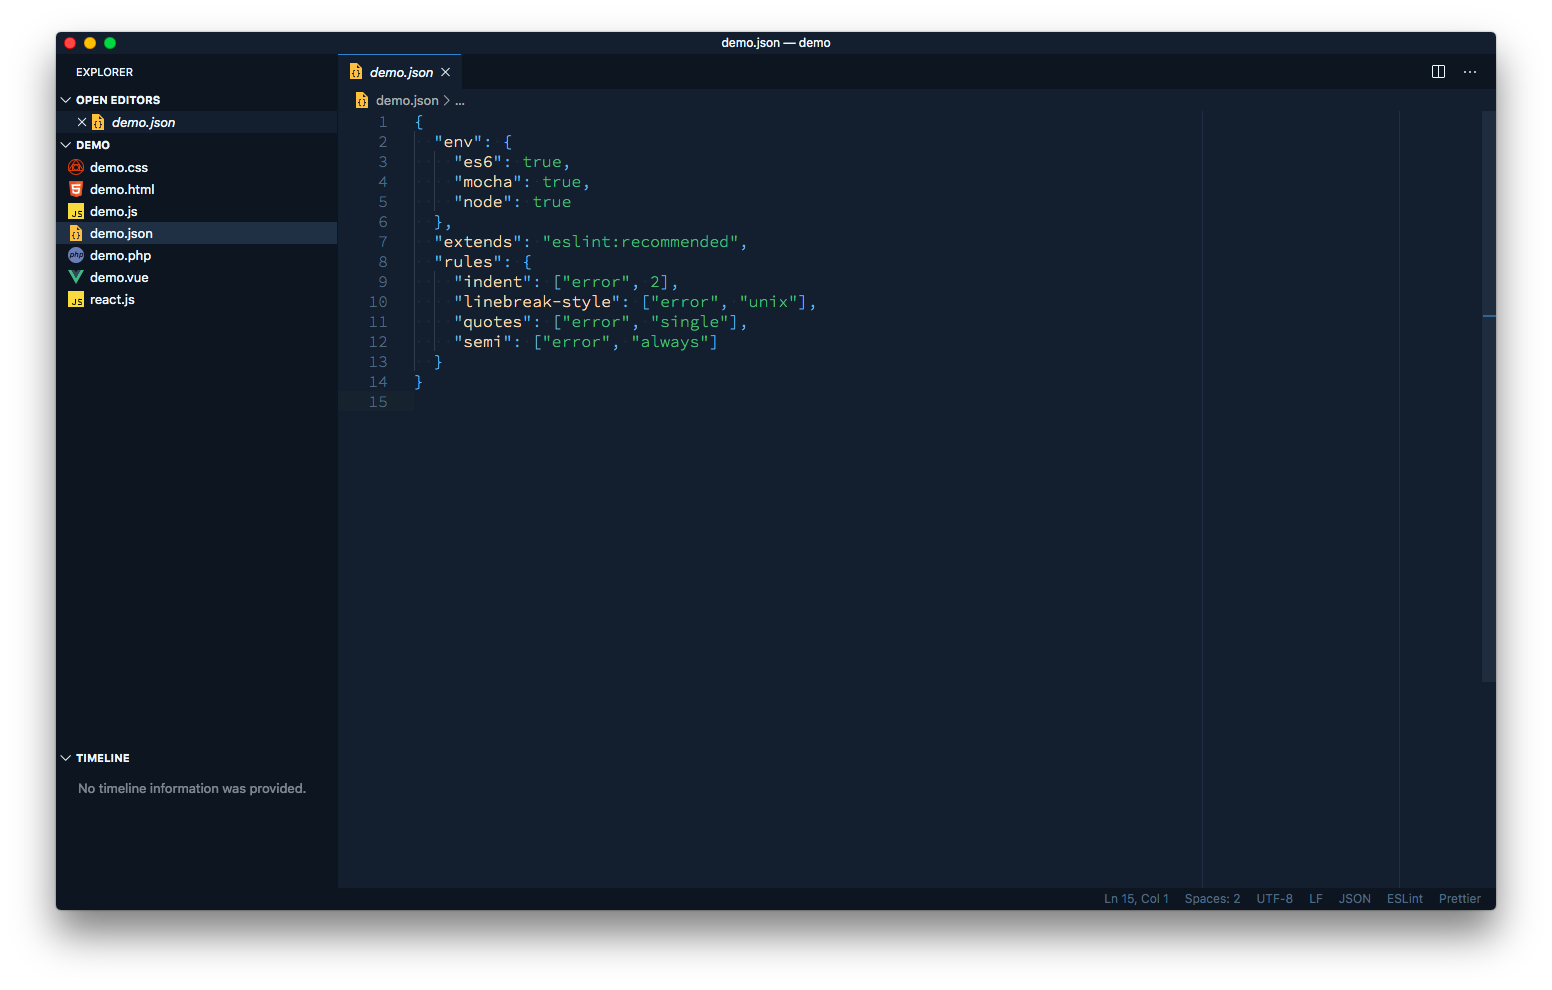 demo.json — demo
EXPLORER
OPEN EDITORS
demo.json
DEMO
demo.css
demo.html
JS demo.js
demo.json
php demo.php
demo.vue
JS react.js
TIMELINE
No timeline information was provided.
demo.json
demo.json > ...
1 {
2   "env": {
3     "es6": true,
4     "mocha": true,
5     "node": true
6   },
7   "extends": "eslint:recommended",
8   "rules": {
9     "indent": ["error", 2],
10     "linebreak-style": ["error", "unix"],
11     "quotes": ["error", "single"],
12     "semi": ["error", "always"]
13   }
14 }
15
Ln 15, Col 1 Spaces: 2 UTF-8 LF JSON ESLint Prettier